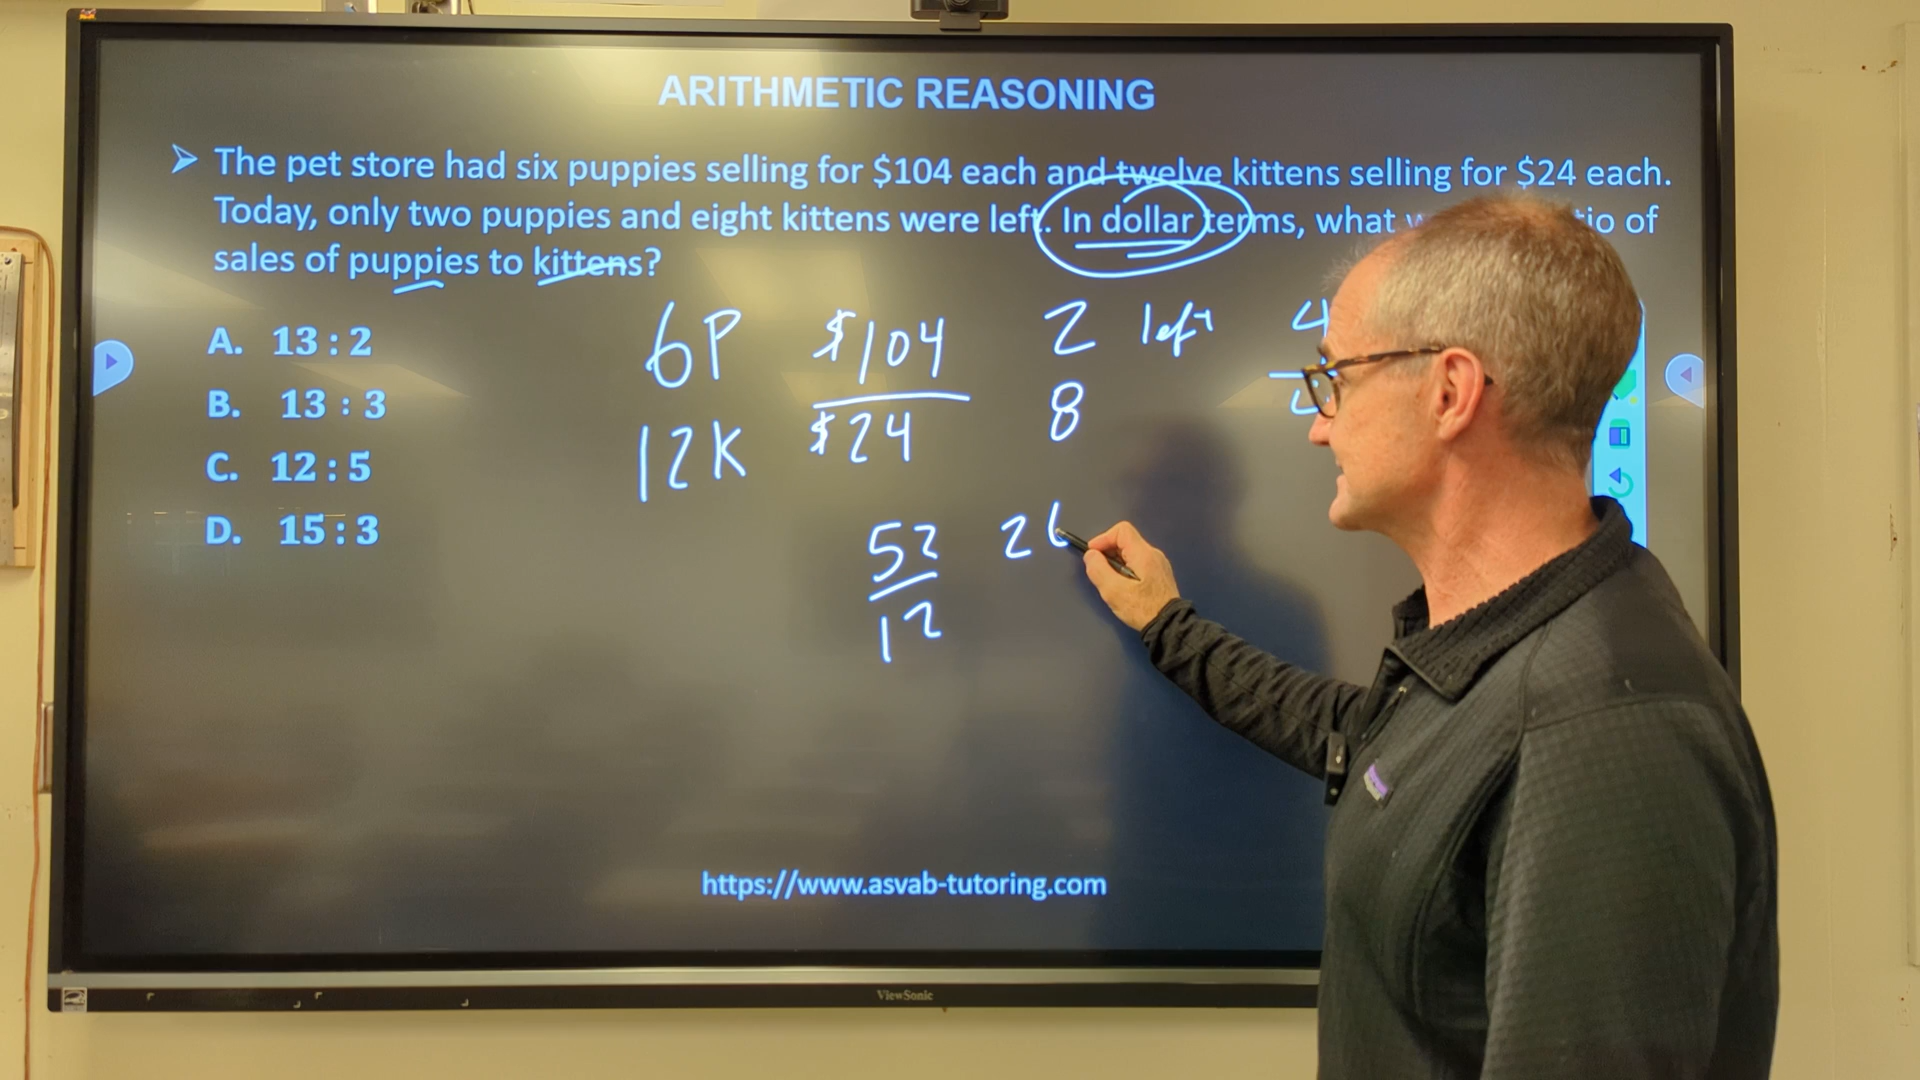 ARITHMETIC REASONING
➤ The pet store had six puppies selling for $104 each and twelve kittens selling for $24 each.
Today, only two puppies and eight kittens were left. In dollar terms, what of
sales of puppies to kittens?
A. 13 : 2
B. 13 : 3
C. 12 : 5
D. 15 : 3
6P $104 2 left 4
12K $24 8
52
12
2
https://www.asvab-tutoring.com
ViewSonic